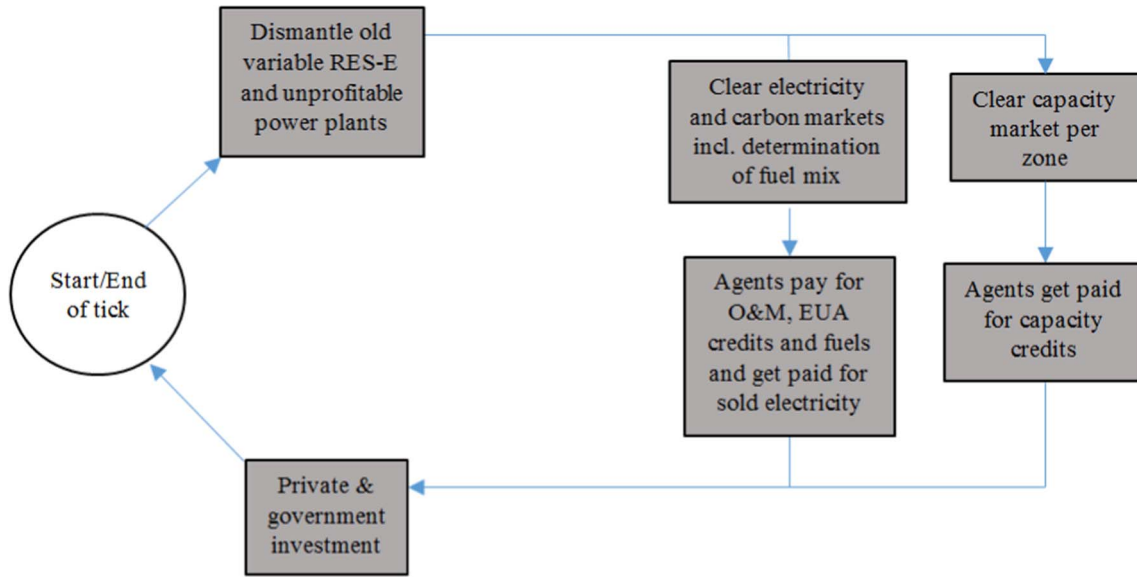 Dismantle old
variable RES-E
and unprofitable
power plants
Clear electricity
and carbon markets
incl. determination
of fuel mix
Clear capacity
market per
zone
Start/End
of tick
Agents pay for
O&M, EUA
credits and fuels
and get paid for
sold electricity
Agents get paid
for capacity
credits
Private &
government
investment